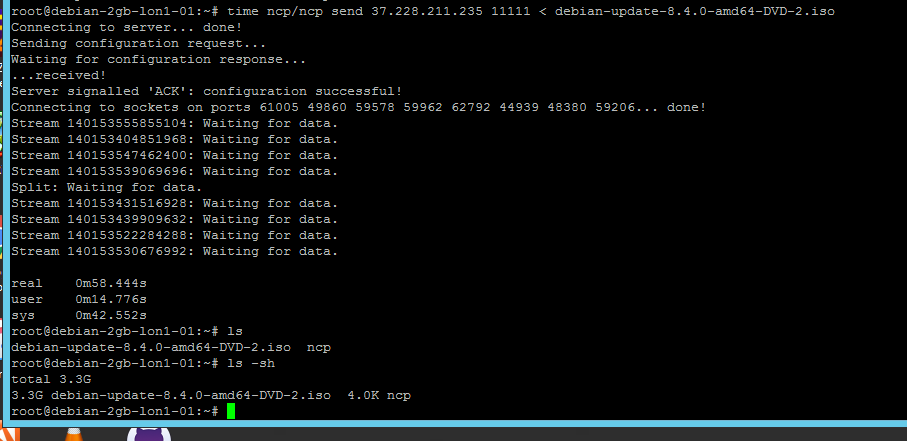 root@debian-2gb-lon1-01:~# time ncp/ncp send 37.228.211.235 11111 < debian-update-8.4.0-amd64-DVD-2.iso
Connecting to server... done!
Sending configuration request...
Waiting for configuration response...
...received!
Server signalled 'ACK': configuration successful!
Connecting to sockets on ports 61005 49860 59578 59962 62792 44939 48380 59206... done!
Stream 140153555855104: Waiting for data.
Stream 140153404851968: Waiting for data.
Stream 140153547462400: Waiting for data.
Stream 140153539069696: Waiting for data.
Split: Waiting for data.
Stream 140153431516928: Waiting for data.
Stream 140153439909632: Waiting for data.
Stream 140153522284288: Waiting for data.
Stream 140153530676992: Waiting for data.
real    0m58.444s
user    0m14.776s
sys     0m42.552s
root@debian-2gb-lon1-01:~# ls
debian-update-8.4.0-amd64-DVD-2.iso  ncp
root@debian-2gb-lon1-01:~# ls -sh
total 3.3G
3.3G debian-update-8.4.0-amd64-DVD-2.iso  4.0K ncp
root@debian-2gb-lon1-01:~#